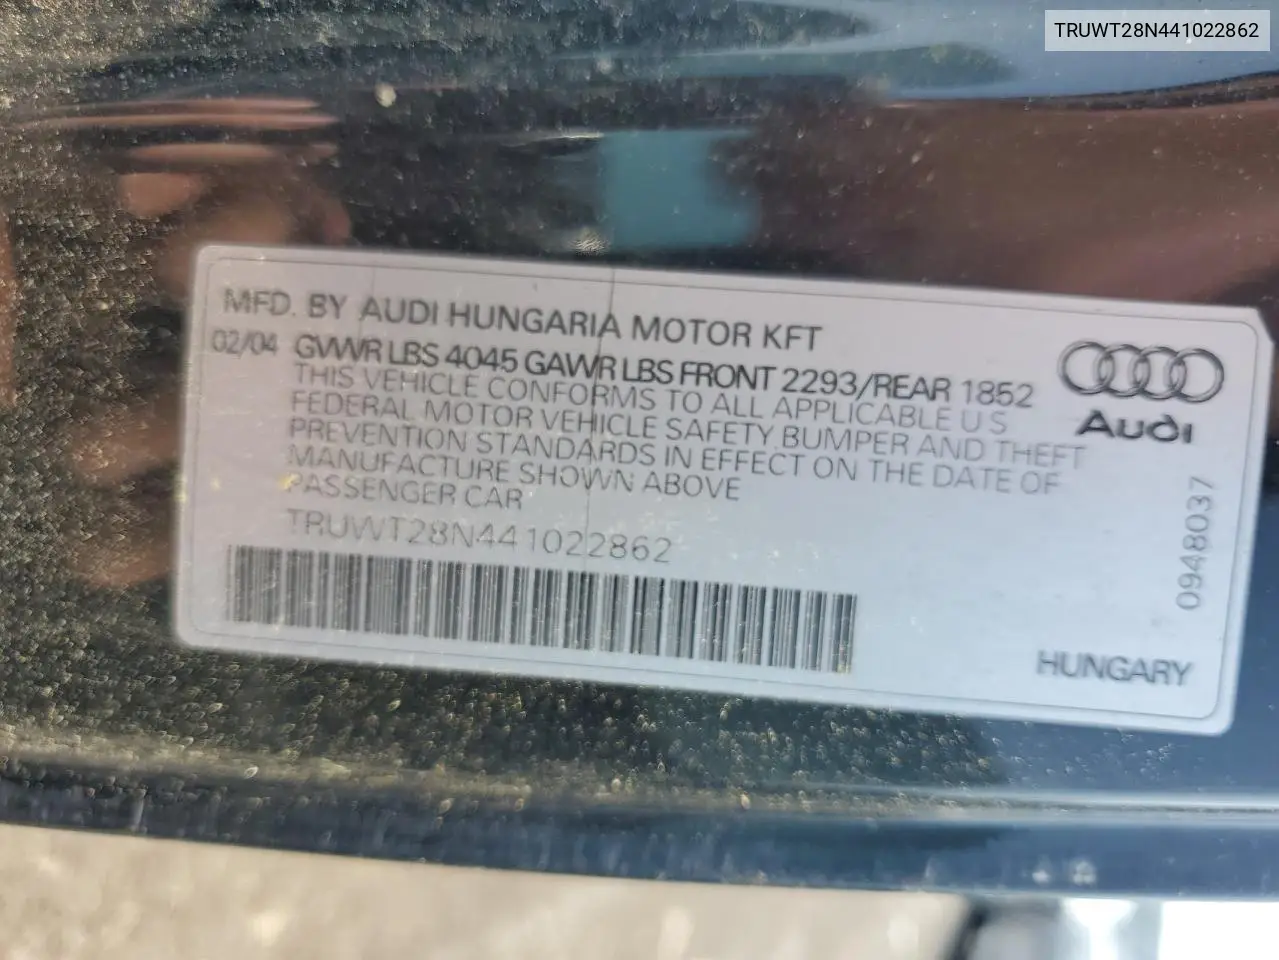 TRUWT28N441022862
MFD. BY AUDI HUNGARIA MOTOR KFT
02/04 GVWR LBS 4045 GAWR LBS FRONT 2293/REAR 1852
THIS VEHICLE CONFORMS TO ALL APPLICABLE U S
FEDERAL MOTOR VEHICLE SAFETY BUMPER AND THEFT
PREVENTION STANDARDS IN EFFECT ON THE DATE OF
MANUFACTURE SHOWN ABOVE
PASSENGER CAR
TRUWT28N441022862
Audi
0948037
HUNGARY